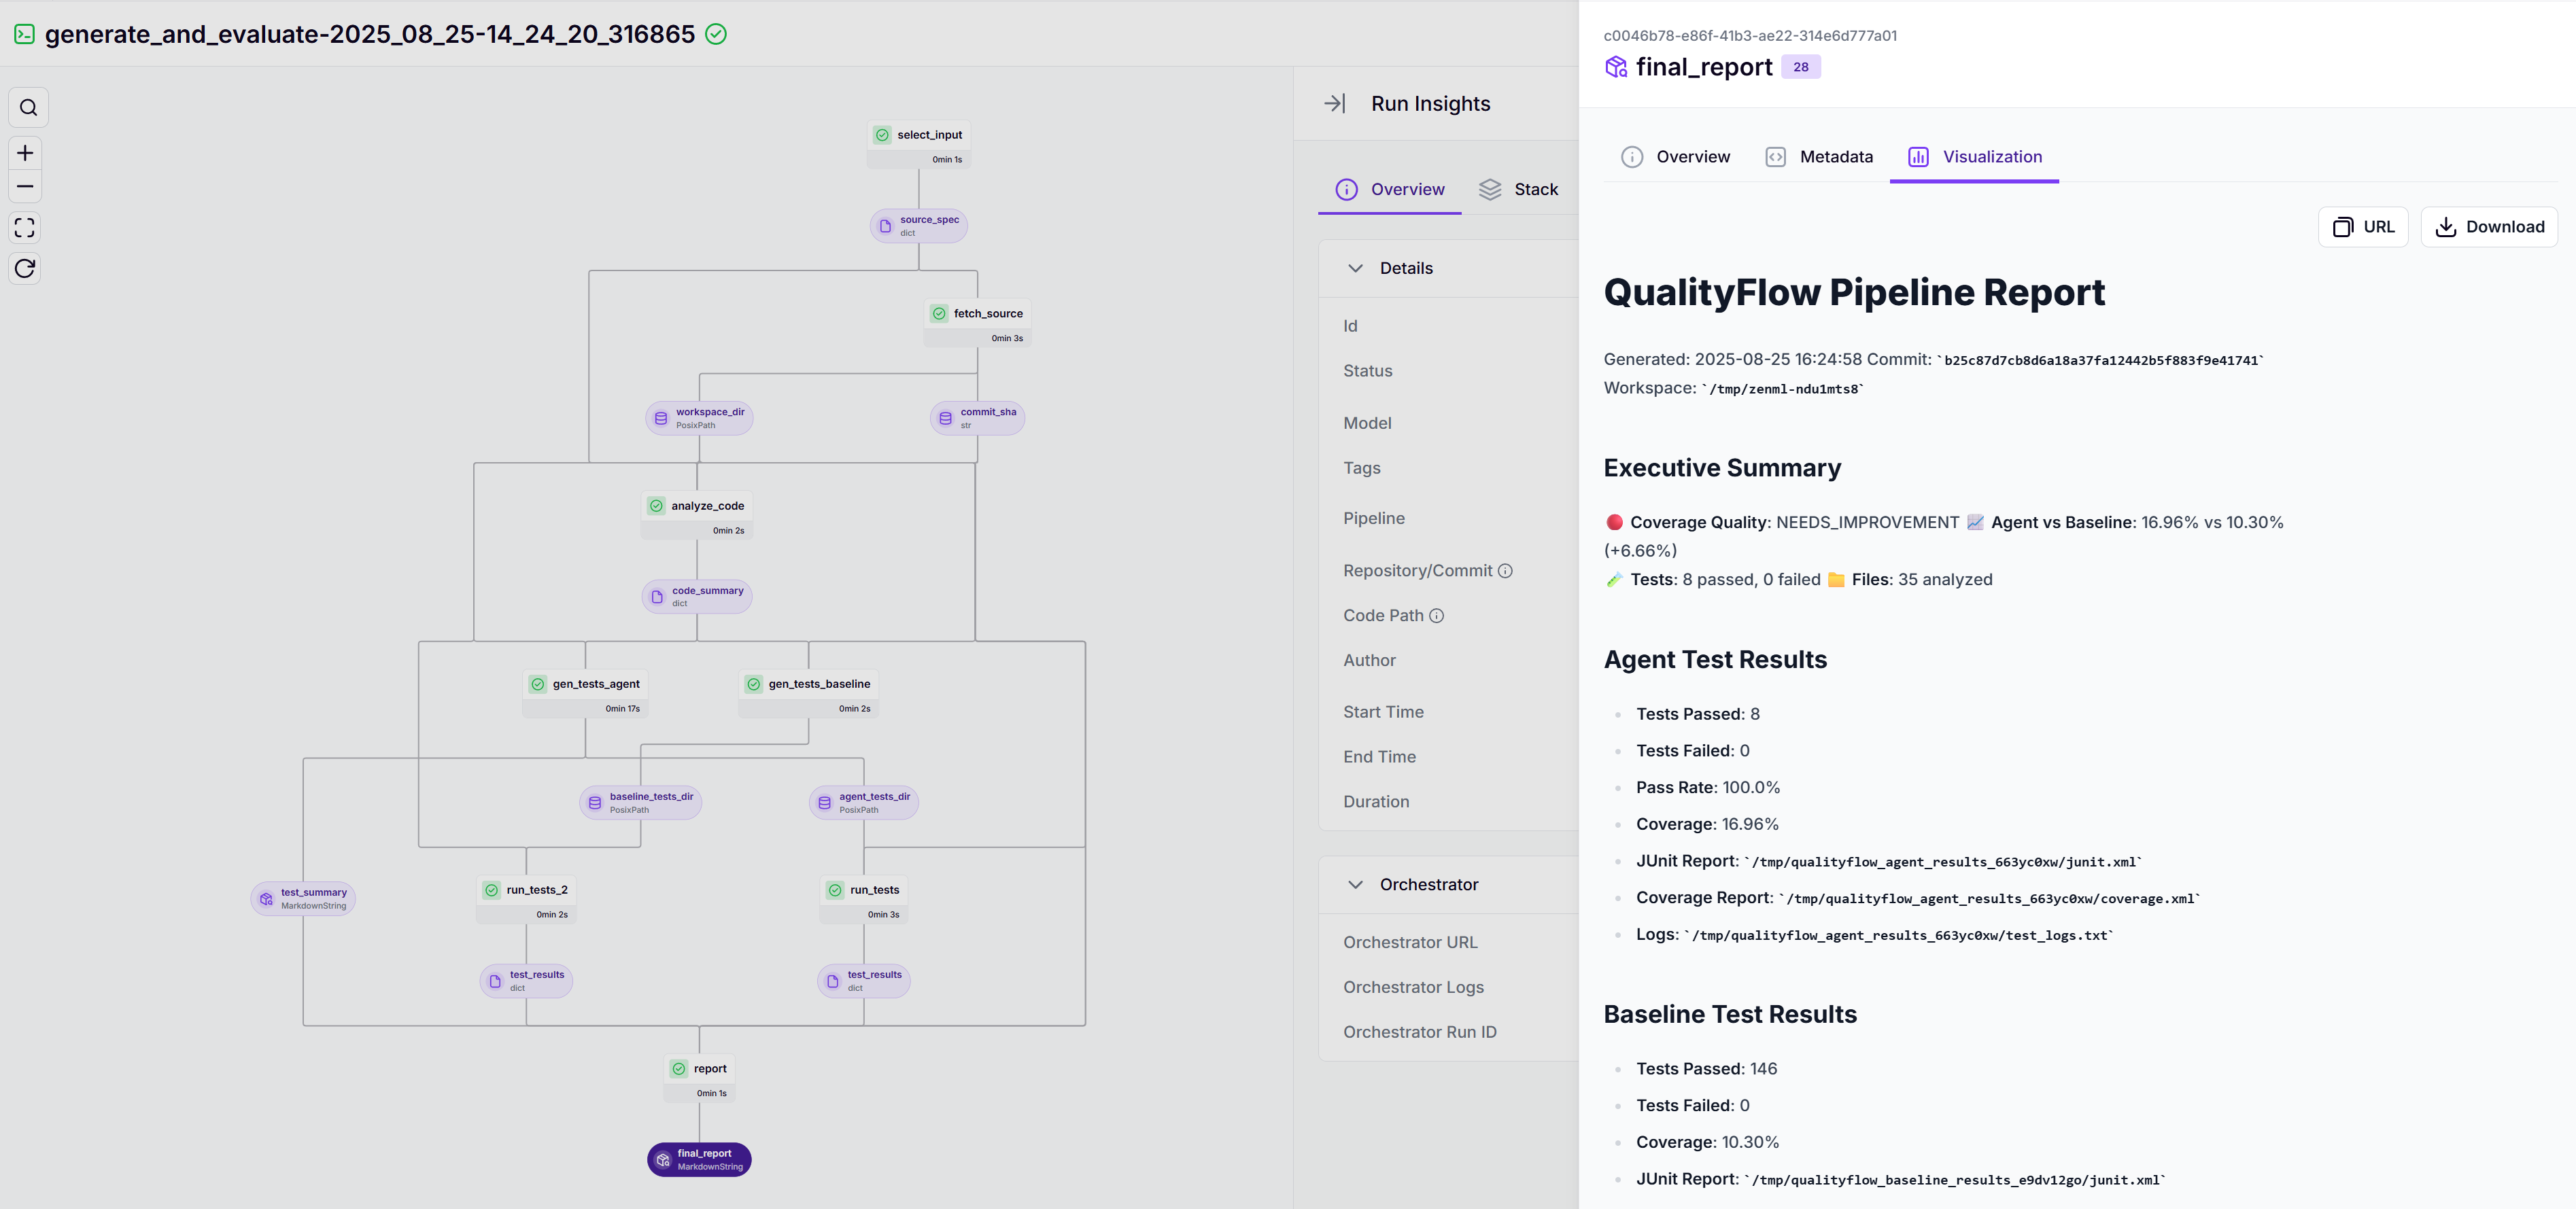 generate_and_evaluate-2025_08_25-14_24_20_316865
select_input
0min 1s
source_spec
dict
fetch_source
0min 3s
workspace_dir
PosixPath
commit_sha
str
analyze_code
0min 2s
code_summary
dict
gen_tests_agent
0min 17s
gen_tests_baseline
0min 2s
baseline_tests_dir
PosixPath
agent_tests_dir
PosixPath
test_summary
MarkdownString
run_tests_2
0min 2s
run_tests
0min 3s
test_results
dict
test_results
dict
report
0min 1s
final_report
MarkdownString
Run Insights
Overview
Stack
Details
Id
Status
Model
Tags
Pipeline
Repository/Commit
Code Path
Author
Start Time
End Time
Duration
Orchestrator
Orchestrator URL
Orchestrator Logs
Orchestrator Run ID
c0046b78-e86f-41b3-ae22-314e6d777a01
final_report 28
Overview
Metadata
Visualization
URL
Download
QualityFlow Pipeline Report
Generated: 2025-08-25 16:24:58 Commit: `b25c87d7cb8d6a18a37fa12442b5f883f9e41741`
Workspace: `/tmp/zenml-ndu1mts8`
Executive Summary
Coverage Quality: NEEDS_IMPROVEMENT Agent vs Baseline: 16.96% vs 10.30%
(+6.66%)
Tests: 8 passed, 0 failed Files: 35 analyzed
Agent Test Results
Tests Passed: 8
Tests Failed: 0
Pass Rate: 100.0%
Coverage: 16.96%
JUnit Report: `/tmp/qualityflow_agent_results_663yc0xw/junit.xml`
Coverage Report: `/tmp/qualityflow_agent_results_663yc0xw/coverage.xml`
Logs: `/tmp/qualityflow_agent_results_663yc0xw/test_logs.txt`
Baseline Test Results
Tests Passed: 146
Tests Failed: 0
Coverage: 10.30%
JUnit Report: `/tmp/qualityflow_baseline_results_e9dv12go/junit.xml`